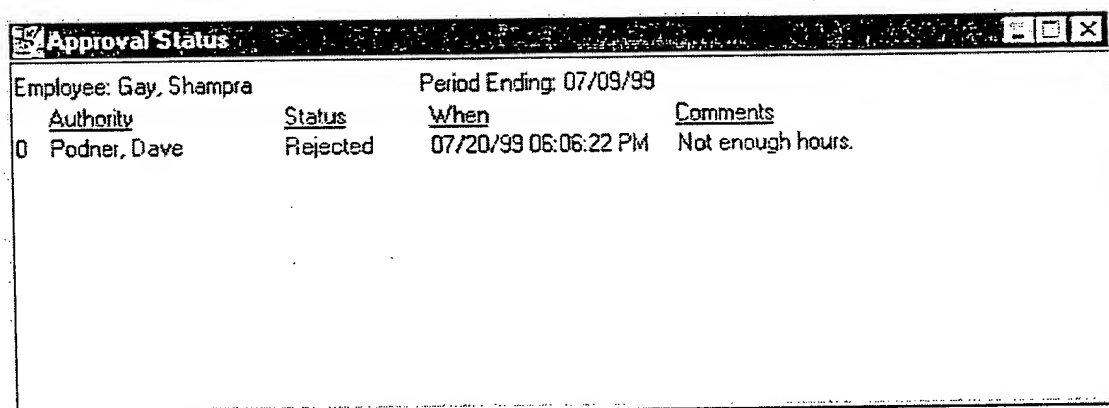 Approval Status
Employee: Gay, Shampra Period Ending: 07/09/99
Authority Status When Comments
0 Podner, Dave Rejected 07/20/99 06:06:22 PM Not enough hours.